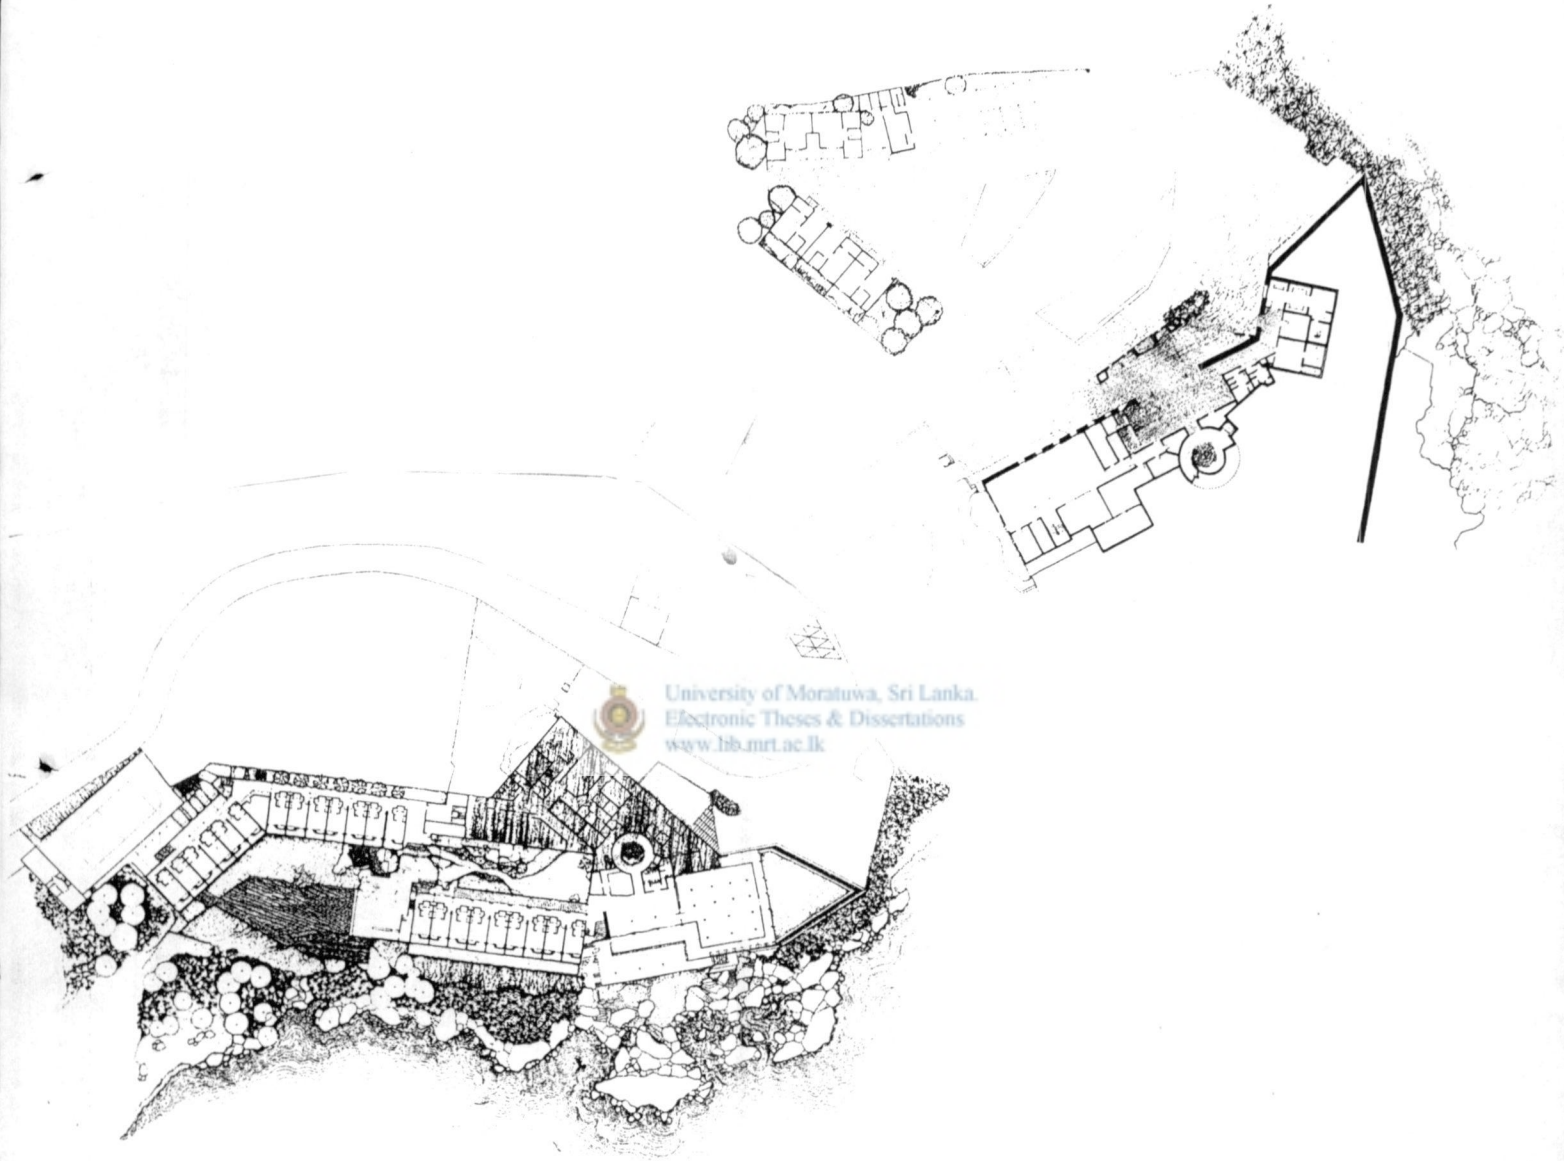 University of Moratuwa, Sri Lanka.
Electronic Theses & Dissertations
www.lib.mrt.ac.lk